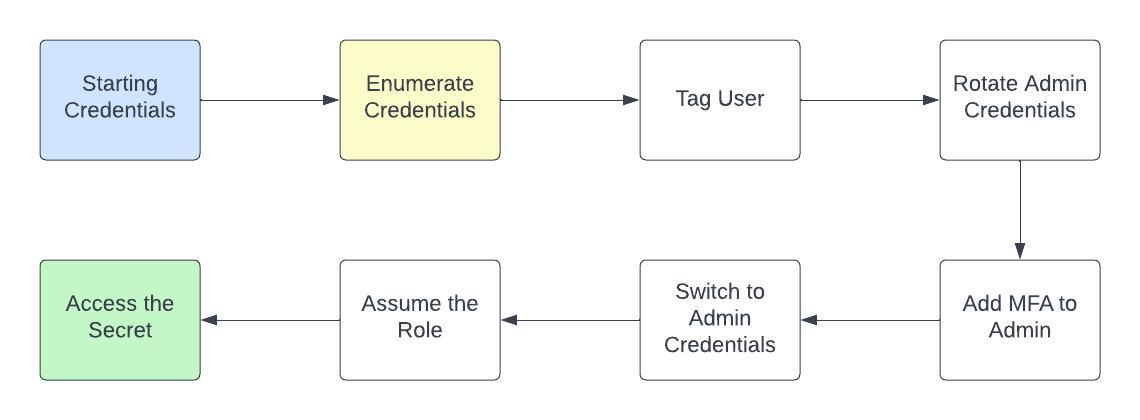 Starting
Credentials
Enumerate
Credentials
Tag User
Rotate Admin
Credentials
Add MFA to
Admin
Switch to
Admin
Credentials
Assume the
Role
Access the
Secret